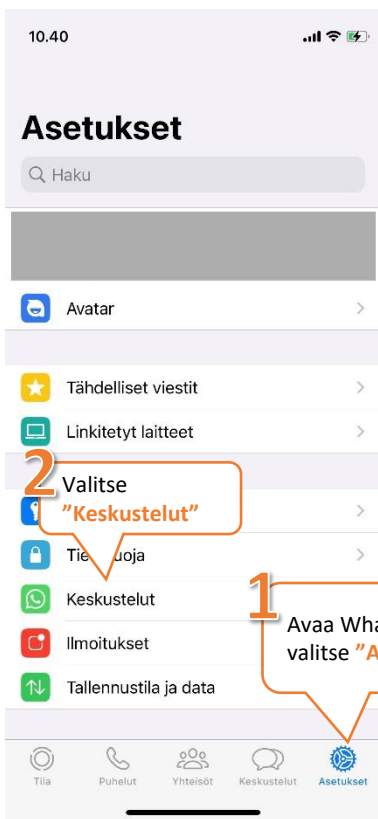 10.40
Asetukset
Haku
Avatar
Tähdelliset viestit
Linkitetyt laitteet
2
Valitse
”Keskustelut”
Keskustelut
1
Avaa
valitse
Ilmoitukset
Tallennustila ja data
Tila
Puhelut
Yhteisöt
Keskustelut
Asetukset